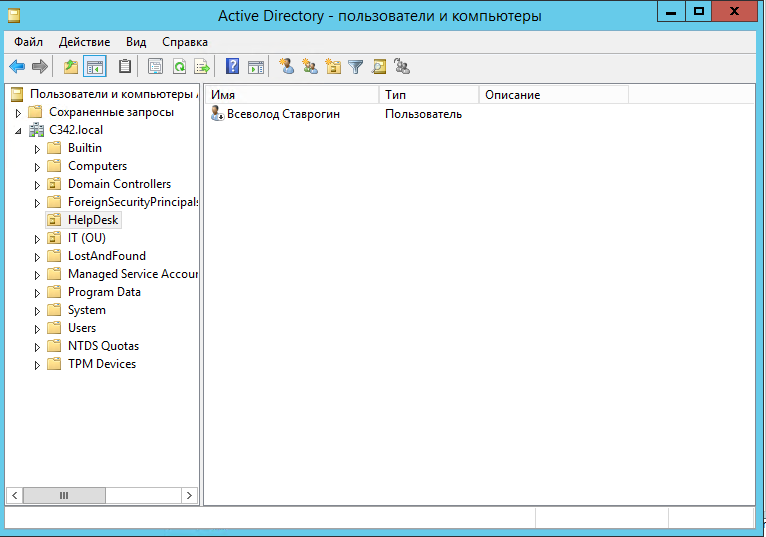 Active Directory - пользователи и компьютеры
Файл Действие Вид Справка
Пользователи и компьютеры
Сохраненные запросы
C342.local
Builtin
Computers
Domain Controllers
ForeignSecurityPrincipals
HelpDesk
IT (OU)
LostAndFound
Managed Service Accour
Program Data
System
Users
NTDS Quotas
TPM Devices
Имя Тип Описание
Всеволод Ставрогин Пользователь